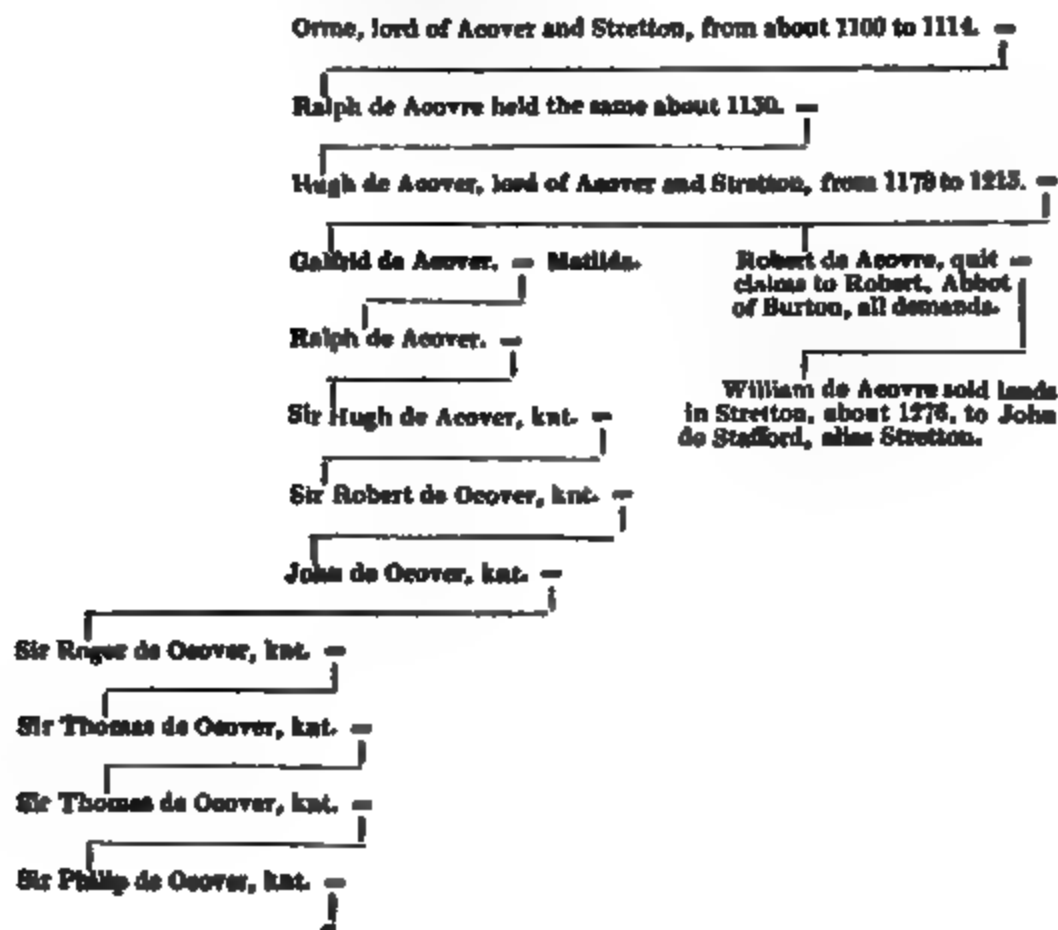 Orme, lord of Acover and Stretton, from about 1100 to 1114. =
Ralph de Acovre held the same about 1130. =
Hugh de Acover, lord of Acover and Stretton, from 1178 to 1215. =
Galfrid de Acover. = Matilda.
Robert de Acovre, quit =
claims to Robert, Abbot
of Burton, all demands.
Ralph de Acover. =
William de Acovre sold lands
in Stretton, about 1276, to John
de Stafford, alias Stretton.
Sir Hugh de Acover, knt. =
Sir Robert de Ocover, knt. =
John de Ocover, knt. =
Sir Roger de Ocover, knt. =
Sir Thomas de Ocover, knt. =
Sir Thomas de Ocover, knt. =
Sir Philip de Ocover, knt. =